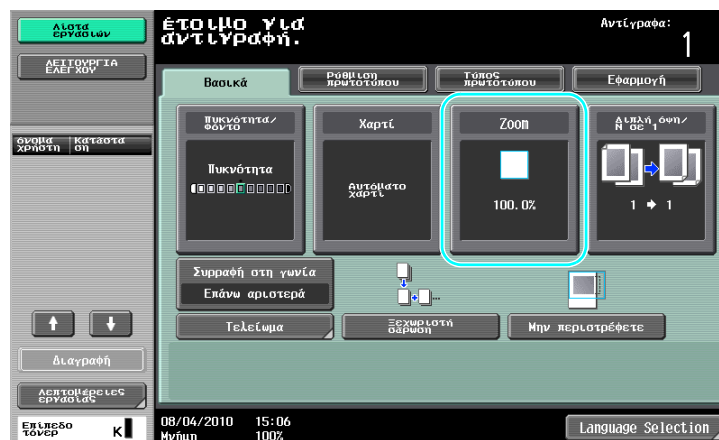 Λίστα
εργασιών
ΛΕΙΤΟΥΡΓΙΑ
ΕΛΕΓΧΟΥ
όνομα χρήστη
Κατάστα
ση
Διαγραφή
Λεπτομέρειες
εργασίας
Επίπεδο
τόνερ
K
έτοιμο για
αντιγραφή.
Αντίγραφα:
1
Βασικά
Ρύθμιση
πρωτοτύπου
Τύπος
πρωτοτύπου
Εφαρμογή
Πυκνότητα/
Φόντο
Πυκνότητα
Χαρτί
Αυτόματο
χαρτί
Zoom
100.0%
Διπλή όψη/
N σε 1
1 → 1
Συρραφή στη γωνία
Επάνω αριστερά
Τελείωμα
Ξεχωριστή
σάρωση
Μην περιστρέφετε
08/04/2010 15:06
Μνήμη 100%
Language Selection